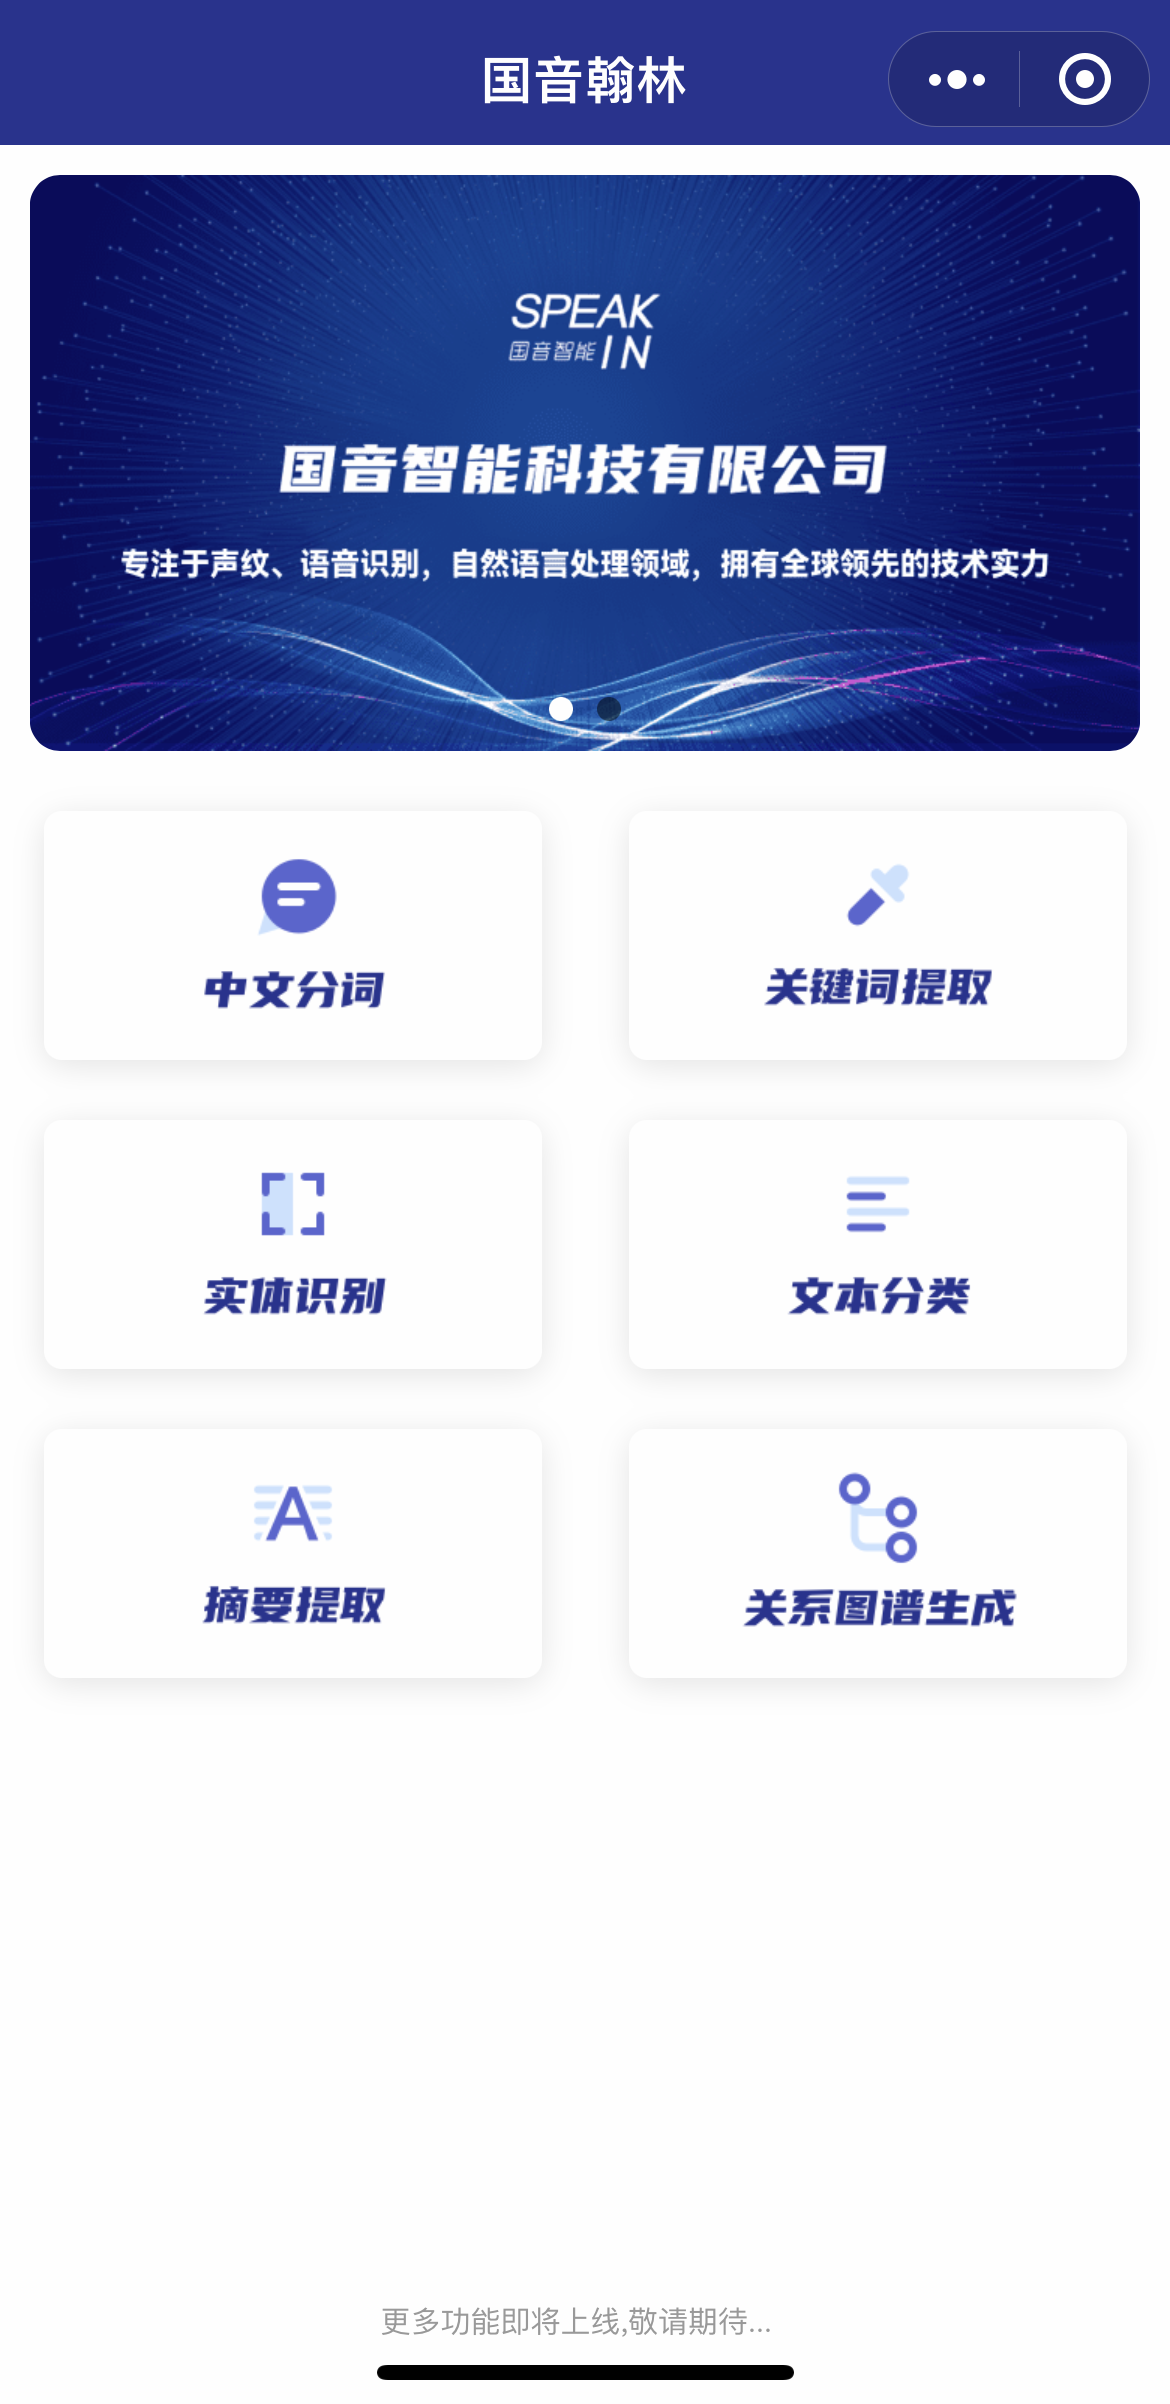 国音翰林
SPEAK
国音智能 IN
国音智能科技有限公司
专注于声纹、语音识别，自然语言处理领域，拥有全球领先的技术实力
中文分词
关键词提取
实体识别
文本分类
摘要提取
关系图谱生成
更多功能即将上线,敬请期待...